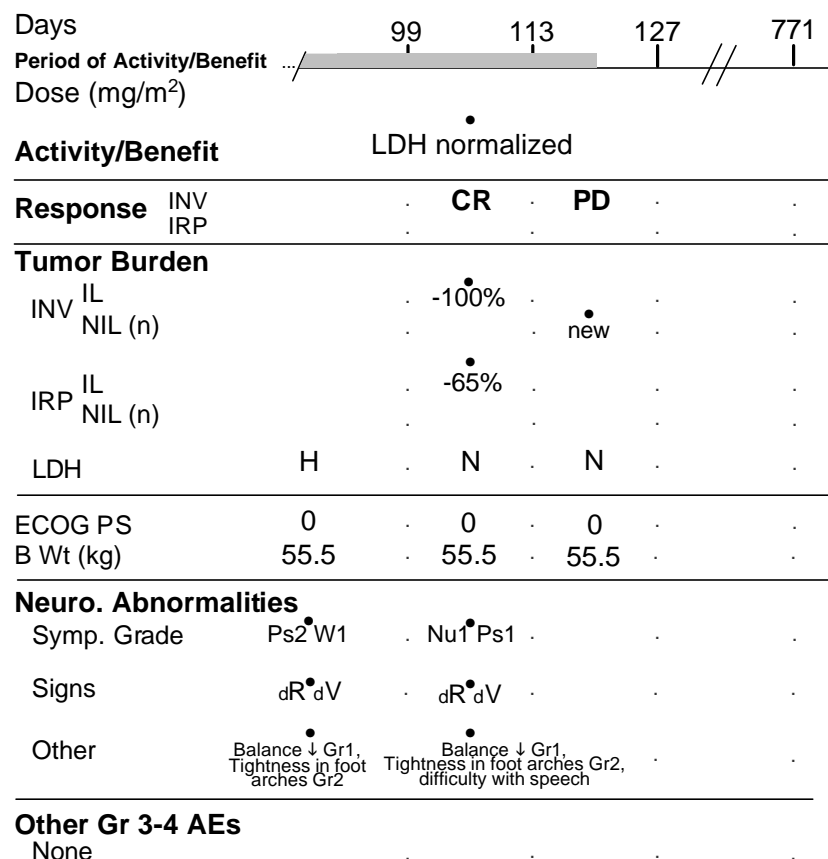 Days 99 113 127 771
Period of Activity/Benefit ...
Dose (mg/m²)
Activity/Benefit LDH normalized
Response INV CR PD
IRP
Tumor Burden
INV IL -100%
NIL (n) new
IRP IL -65%
NIL (n)
LDH H N N
ECOG PS 0 0 0
B Wt (kg) 55.5 55.5 55.5
Neuro. Abnormalities
Symp. Grade Ps2 W1 Nu1 Ps1
Signs dR dV dR dV
Other Balance ↓ Gr1, Balance ↓ Gr1,
Tightness in foot Tightness in foot arches Gr2,
arches Gr2 difficulty with speech
Other Gr 3-4 AEs
None